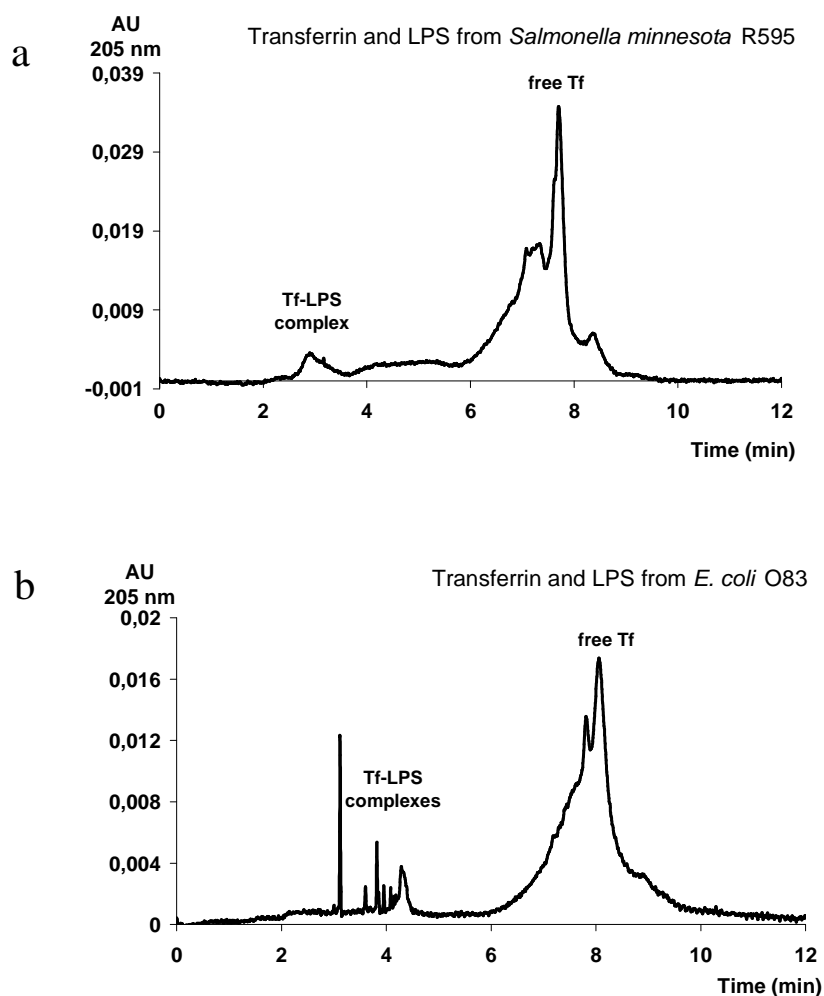 a
AU
205 nm
Transferrin and LPS from Salmonella minnesota R595
0,039
free Tf
0,029
0,019
Tf-LPS
complex
0,009
-0,001
0 2 4 6 8 10 12
Time (min)
b
AU
205 nm
Transferrin and LPS from E. coli O83
0,02
free Tf
0,016
0,012
Tf-LPS
complexes
0,008
0,004
0
0 2 4 6 8 10 12
Time (min)